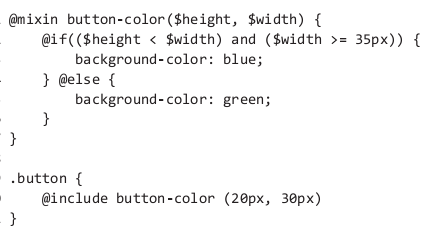 @mixin button-color($height, $width) {
    @if(($height < $width) and ($width >= 35px)) {
        background-color: blue;
    } @else {
        background-color: green;
    }
}

.button {
    @include button-color (20px, 30px)
}